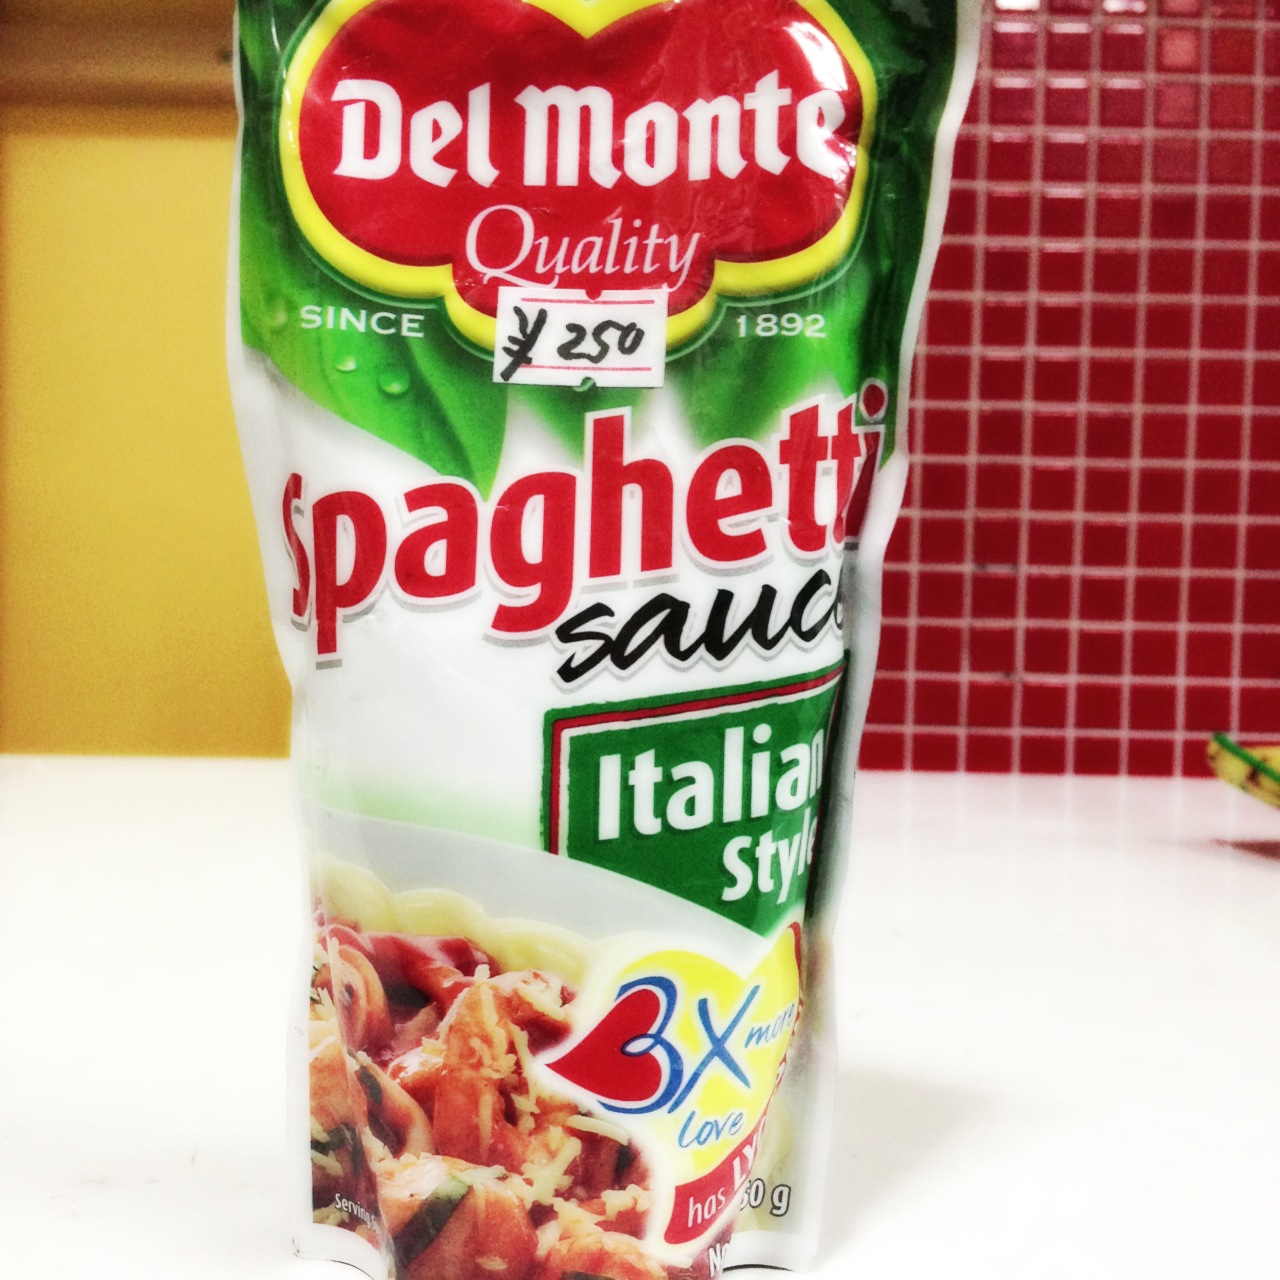 Del Monte
Quality
SINCE 1892
¥ 250
Spaghetti
sauce
Italian
Style
3X more
love
has